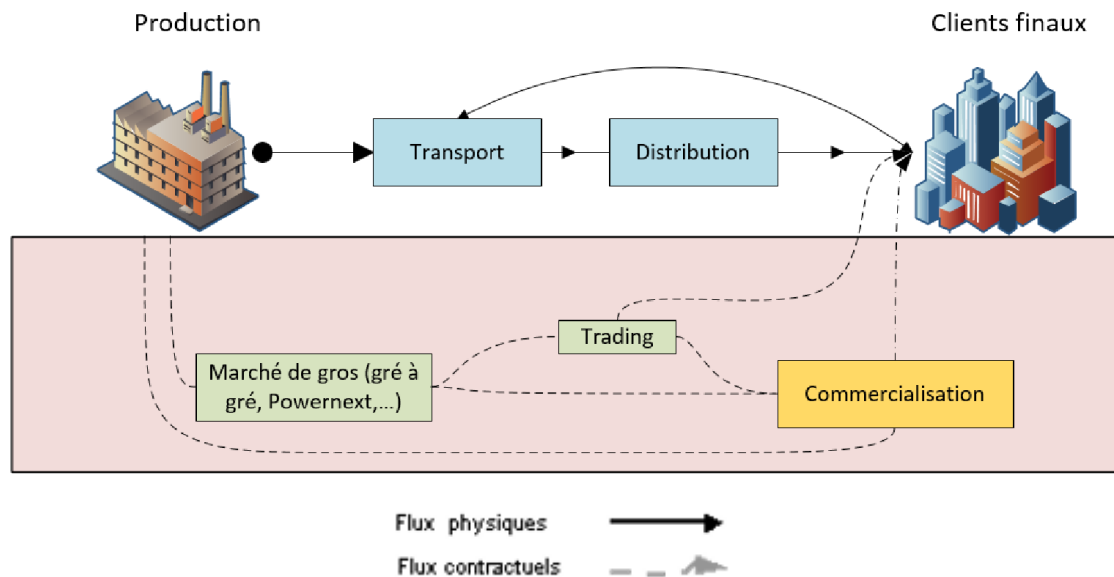 Production
Clients finaux
Transport
Distribution
Trading
Marché de gros (gré à
gré, Powernext,...)
Commercialisation
Flux physiques
Flux contractuels